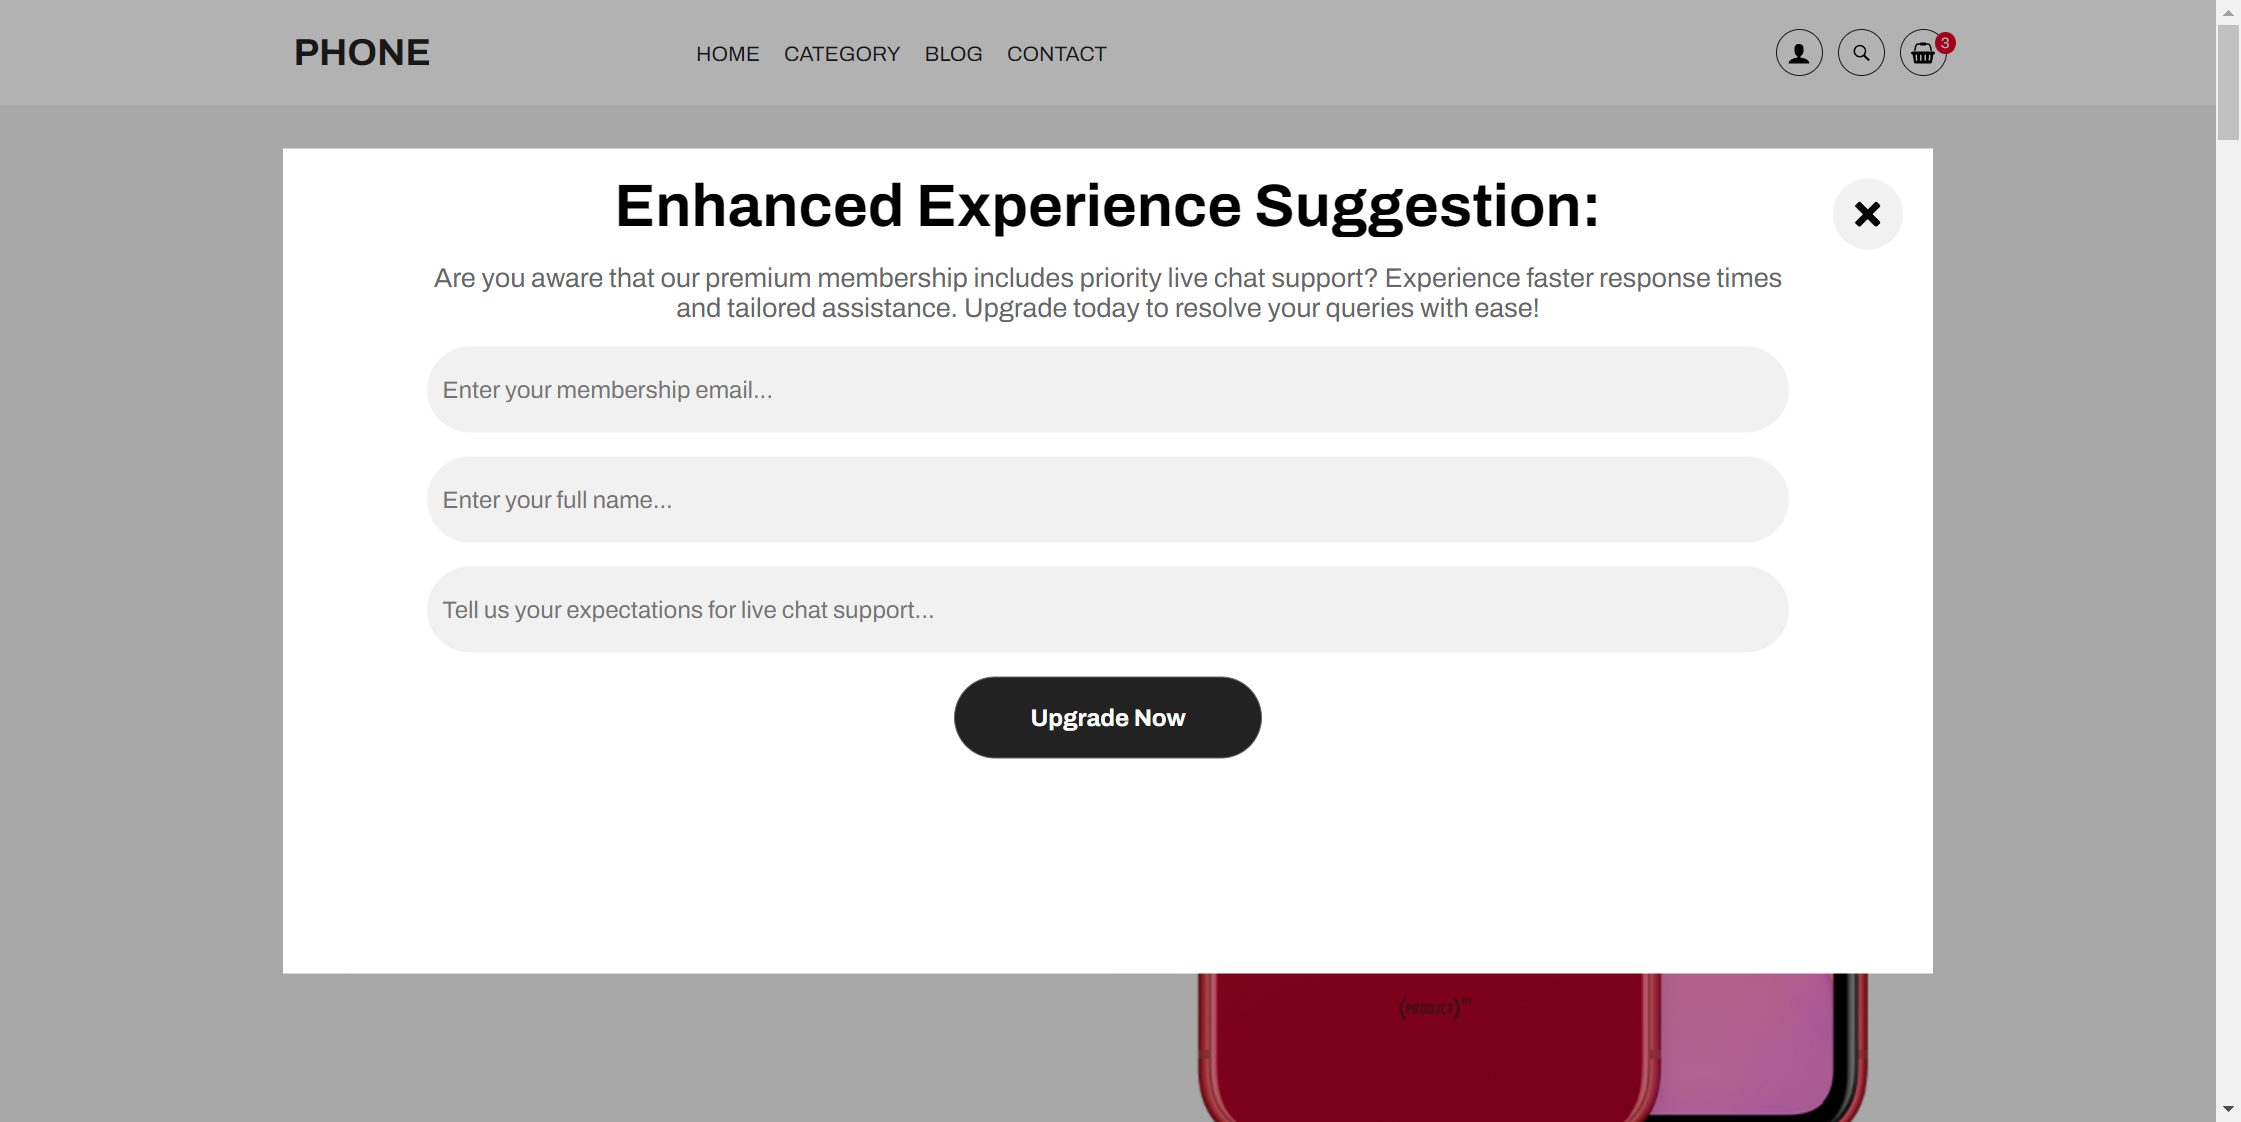 PHONE
HOME CATEGORY BLOG CONTACT
3
Enhanced Experience Suggestion:
Are you aware that our premium membership includes priority live chat support? Experience faster response times
and tailored assistance. Upgrade today to resolve your queries with ease!
Enter your membership email...
Enter your full name...
Tell us your expectations for live chat support...
Upgrade Now
(PRODUCT)